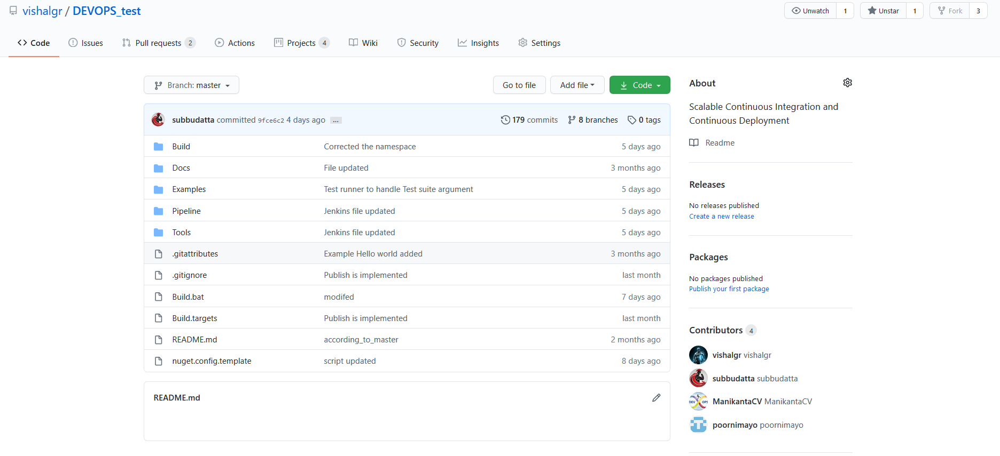 vishalgr / DEVOPS_test
Unwatch 1 Unstar 1 Fork 3
Code Issues Pull requests 2 Actions Projects 4 Wiki Security Insights Settings
Branch: master Go to file Add file Code
subbudatta committed 9fce6c2 4 days ago ... 179 commits 8 branches 0 tags
Build Corrected the namespace 5 days ago
Docs File updated 3 months ago
Examples Test runner to handle Test suite argument 5 days ago
Pipeline Jenkins file updated 5 days ago
Tools Jenkins file updated 5 days ago
.gitattributes Example Hello world added 3 months ago
.gitignore Publish is implemented last month
Build.bat modifed 7 days ago
Build.targets Publish is implemented last month
README.md according_to_master 2 months ago
nuget.config.template script updated 8 days ago
README.md
About
Scalable Continuous Integration and
Continuous Deployment
Readme
Releases
No releases published
Create a new release
Packages
No packages published
Publish your first package
Contributors 4
vishalgr vishalgr
subbudatta subbudatta
DEV OPS
ManikantaCV ManikantaCV
poornimayo poornimayo